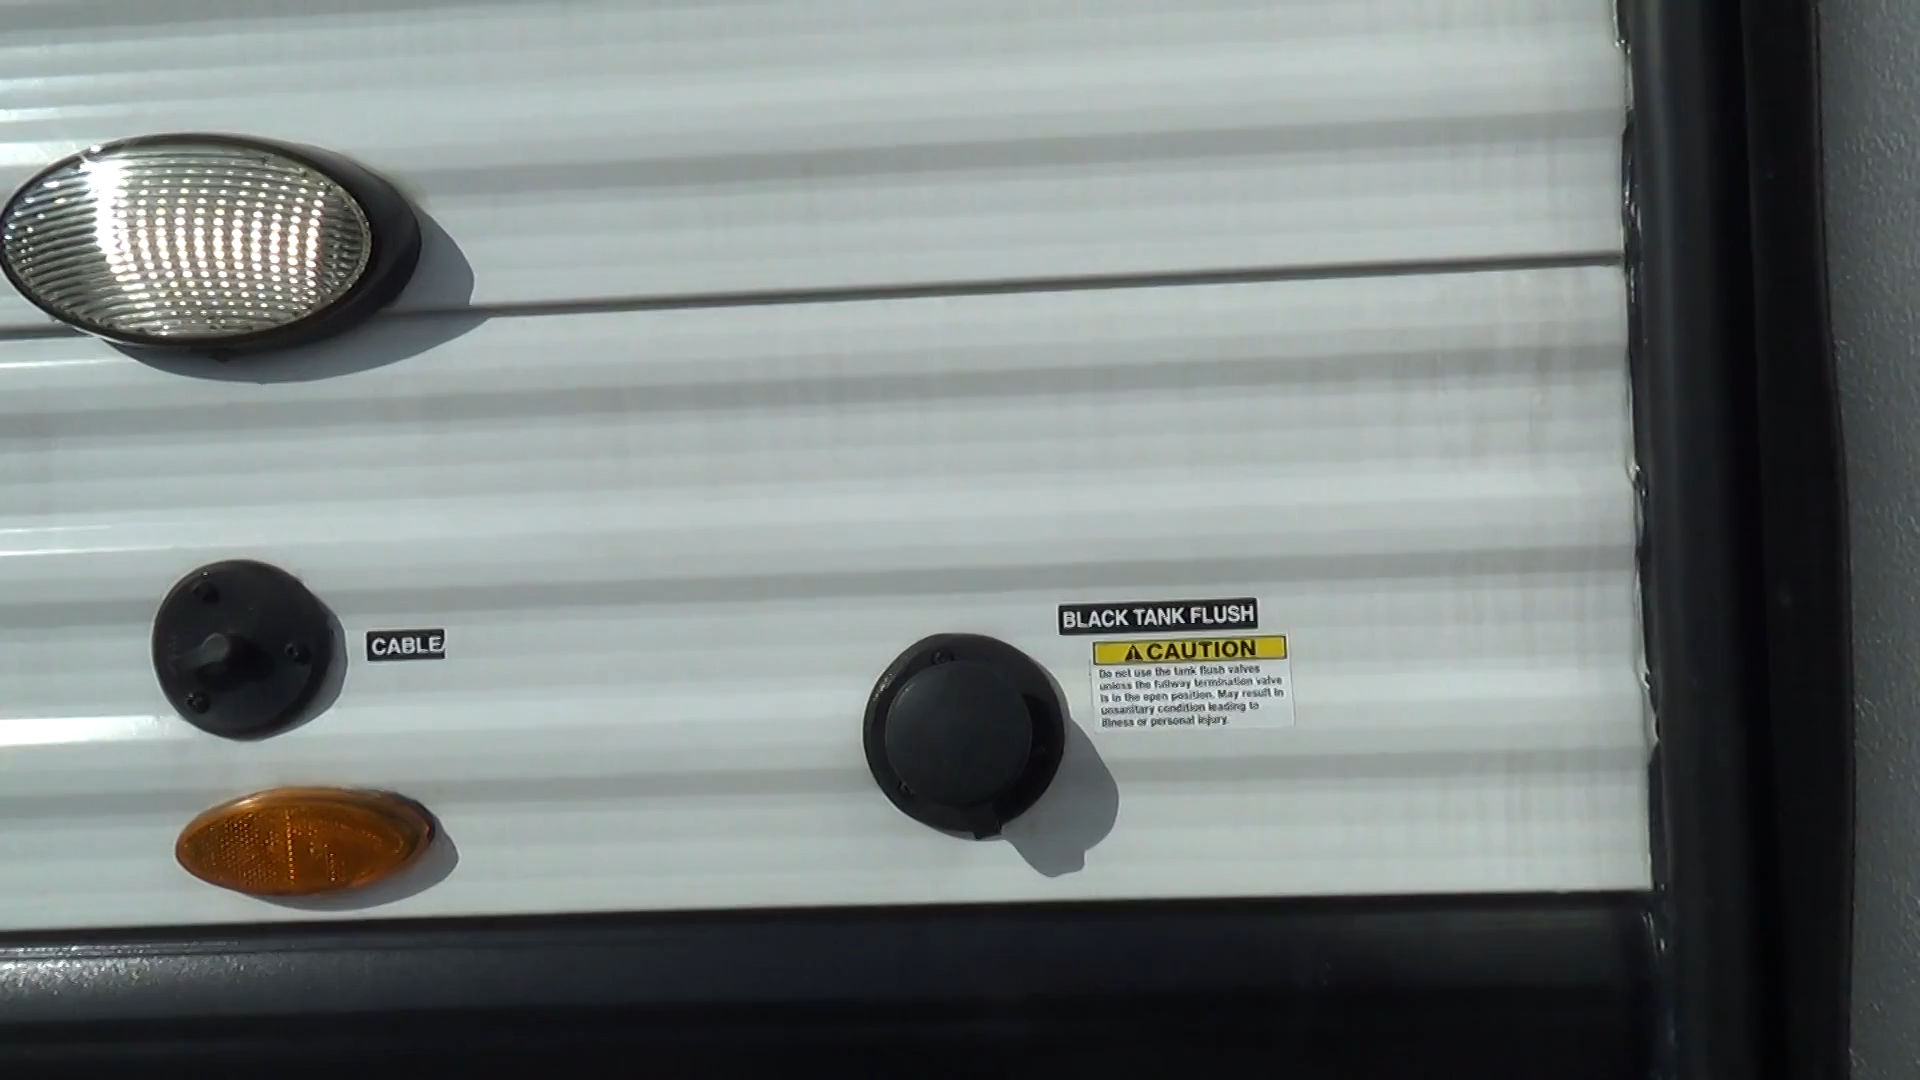 BLACK TANK FLUSH
CABLE
CAUTION
Do not use the tank flush valves
unless the fullway termination valve
is in the open position. May result in
unsanitary condition leading to
illness or personal injury.